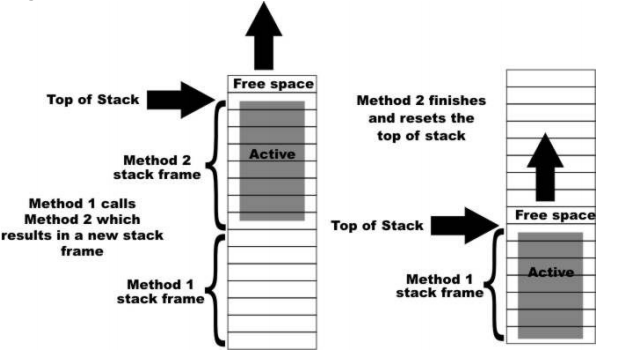 Free space
Top of Stack
Method 2
stack frame
Active
Method 1 calls
Method 2 which
results in a new stack
frame
Method 1
stack frame
Method 2 finishes
and resets the
top of stack
Free space
Top of Stack
Method 1
stack frame
Active